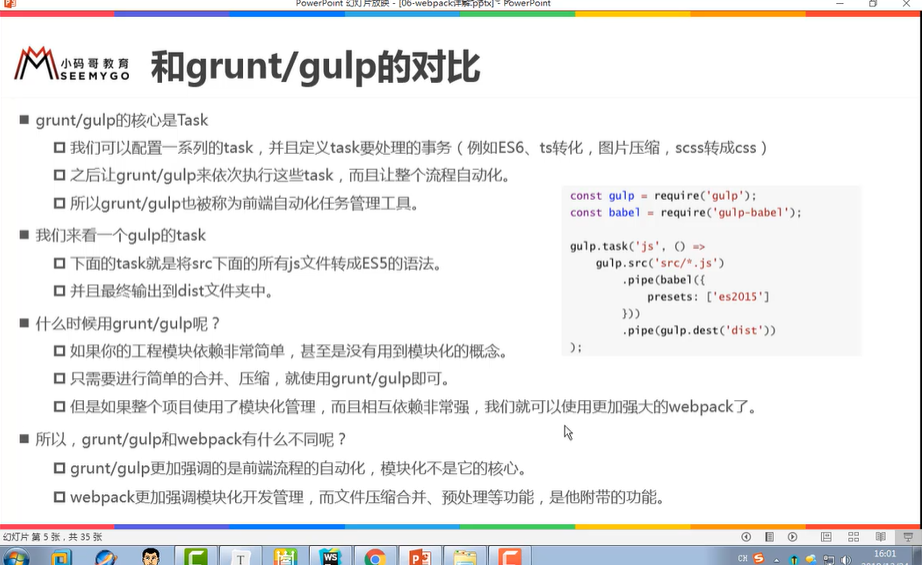 PowerPoint 幻灯片放映 - [06-webpack详解.pptx] - PowerPoint
小码哥教育
SEEMYGO
和grunt/gulp的对比
grunt/gulp的核心是Task
我们可以配置一系列的task，并且定义task要处理的事务（例如ES6、ts转化，图片压缩，scss转成css）
之后让grunt/gulp来依次执行这些task，而且让整个流程自动化。
所以grunt/gulp也被称为前端自动化任务管理工具。
我们来看一个gulp的task
下面的task就是将src下面的所有js文件转成ES5的语法。
并且最终输出到dist文件夹中。
什么时候用grunt/gulp呢？
如果你的工程模块依赖非常简单，甚至是没有用到模块化的概念。
只需要进行简单的合并、压缩，就使用grunt/gulp即可。
但是如果整个项目使用了模块化管理，而且相互依赖非常强，我们就可以使用更加强大的webpack了。
所以，grunt/gulp和webpack有什么不同呢？
grunt/gulp更加强调的是前端流程的自动化，模块化不是它的核心。
webpack更加强调模块化开发管理，而文件压缩合并、预处理等功能，是他附带的功能。
const gulp = require('gulp');
const babel = require('gulp-babel');
gulp.task('js', () =>
gulp.src('src/*.js')
.pipe(babel({
presets: ['es2015']
}))
.pipe(gulp.dest('dist'))
);
幻灯片 第 5 张，共 35 张
WS
CH
16:01